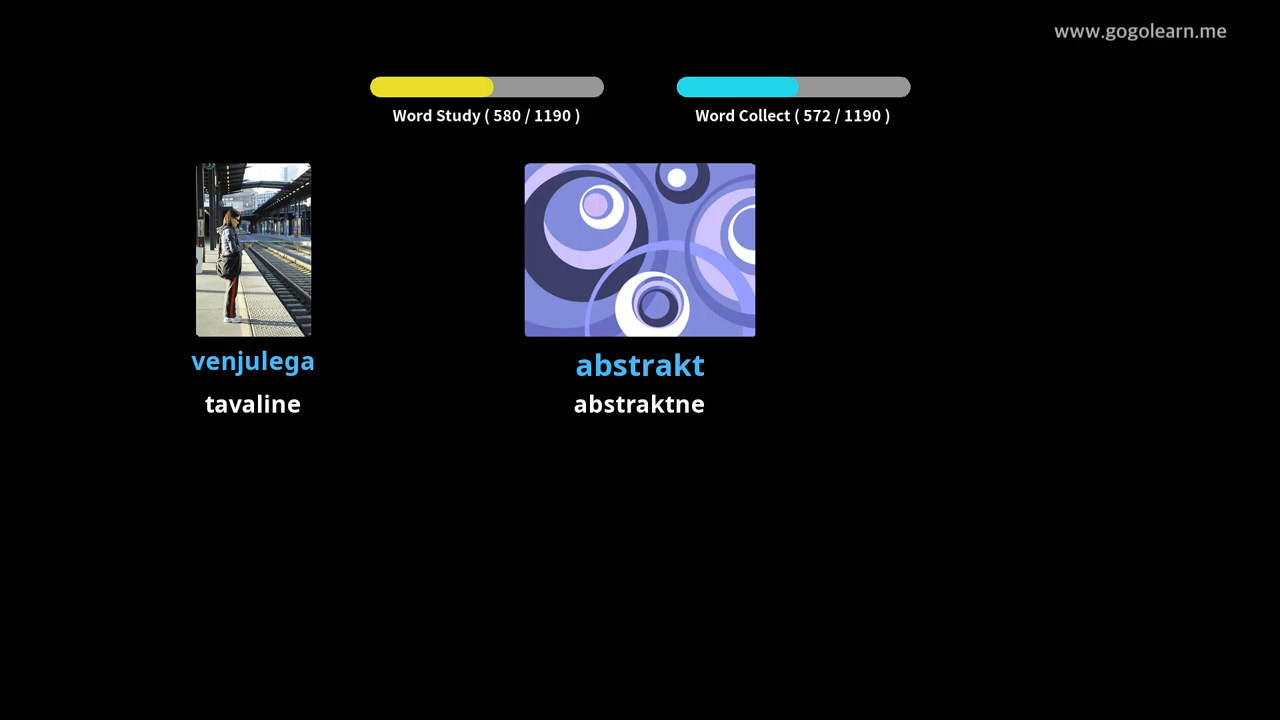 www.gogolearn.me
Word Study ( 580 / 1190 )
Word Collect ( 572 / 1190 )
venjulega
tavaline
abstrakt
abstraktne